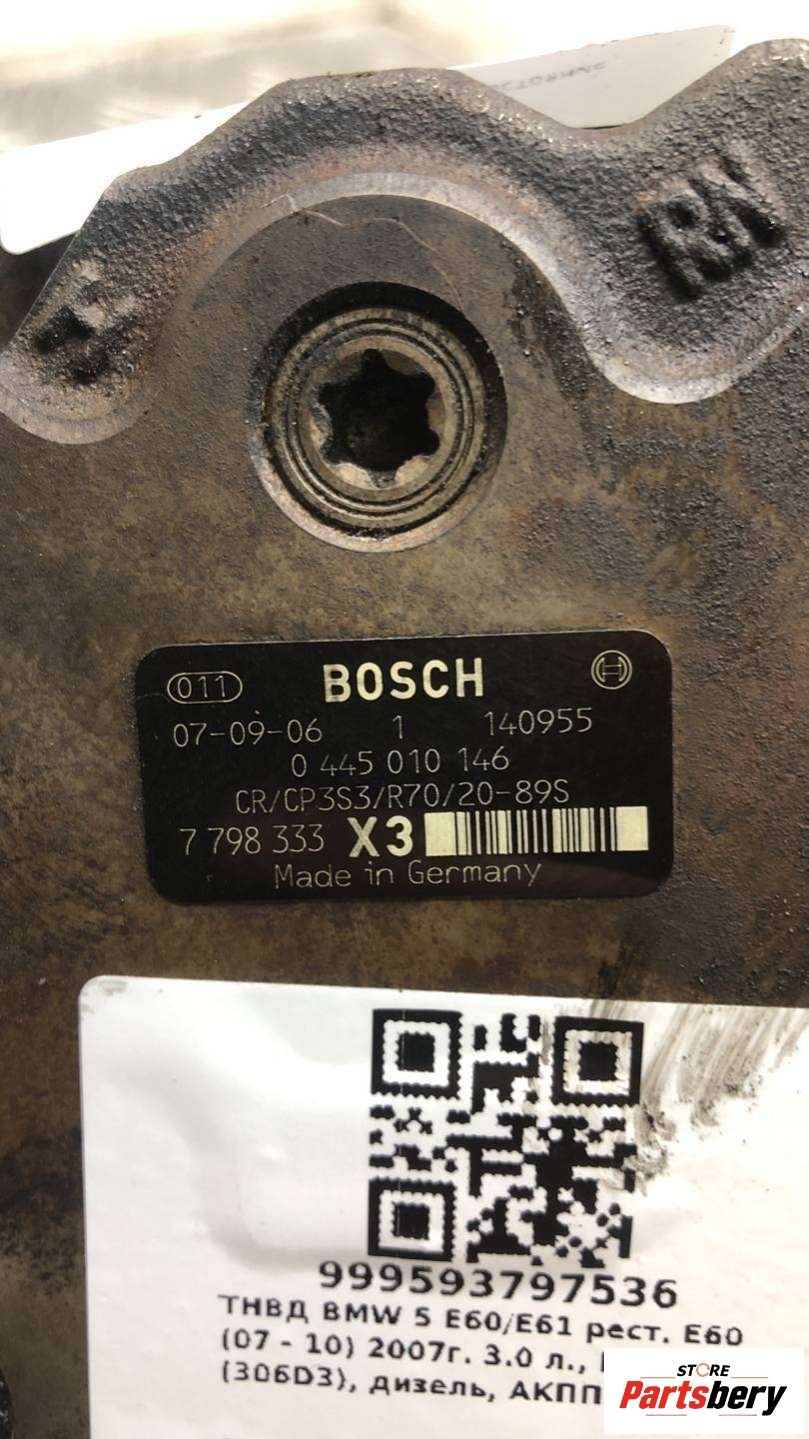 RN
011 BOSCH
07-09-06 1 140955
0 445 010 146
CR/CP3S3/R70/20-89S
7 798 333 X3
Made in Germany
999593797536
ТНВД BMW 5 E60/E61 рест. E60
(07 - 10) 2007г. 3.0 л.,
(306D3), дизель, АКПП
STORE
Partsbery